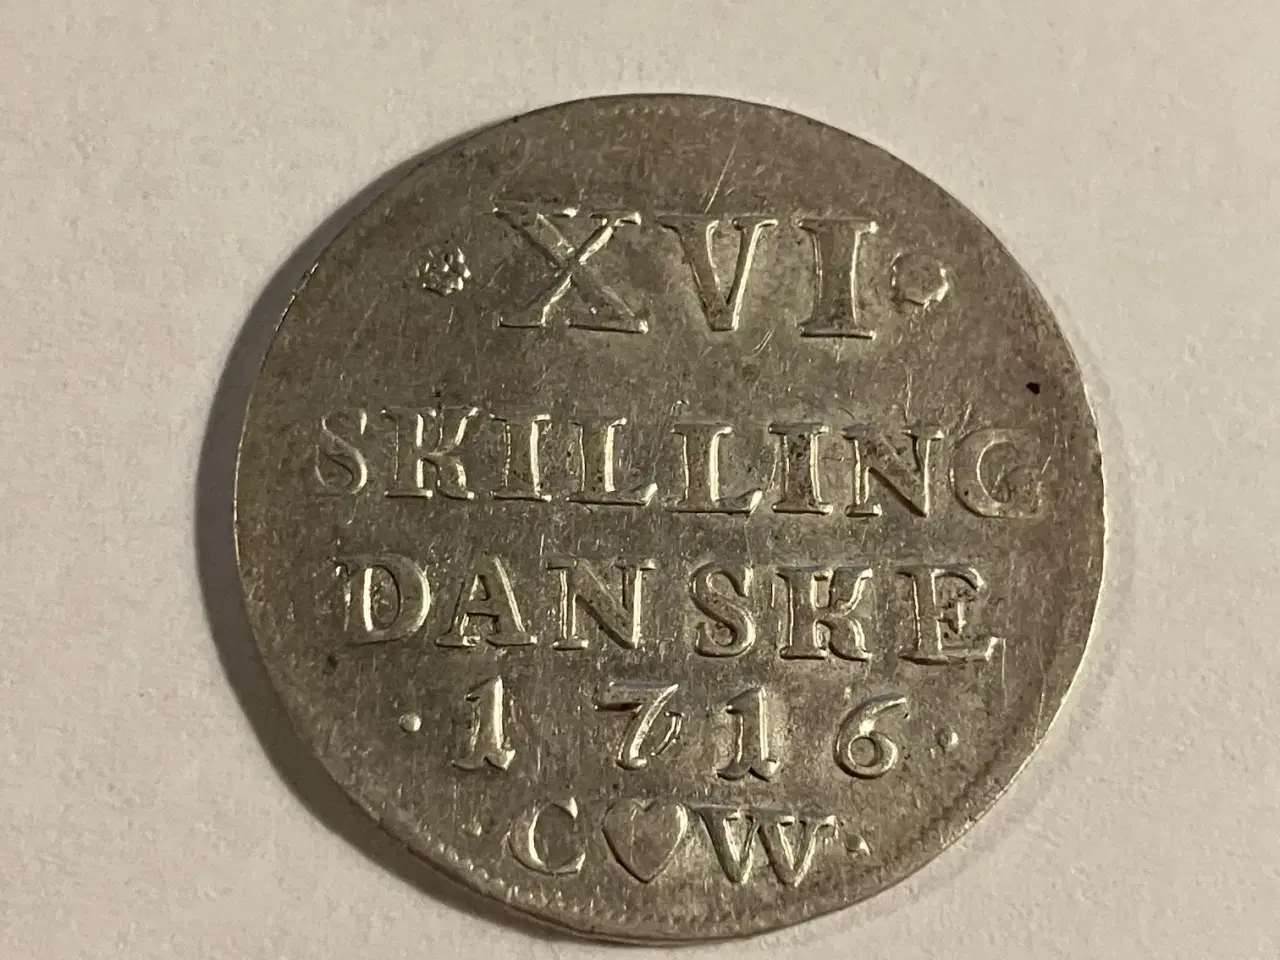 · XVI ·
SKILLING
DANSKE
· 1716 ·
· C♥W ·